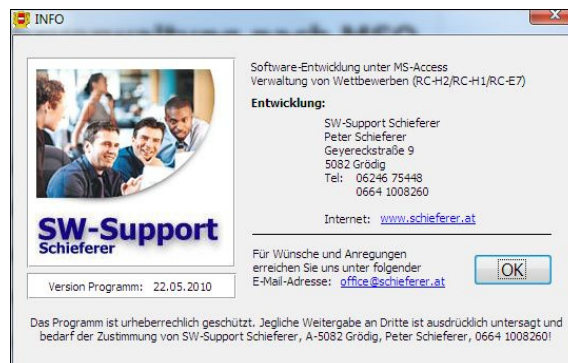 INFO
Software-Entwicklung unter MS-Access
Verwaltung von Wettbewerben (RC-H2/RC-H1/RC-E7)
Entwicklung:
SW-Support Schieferer
Peter Schieferer
Geyereckstraße 9
5082 Grödig
Tel: 06246 75448
0664 1008260
Internet: www.schieferer.at
SW-Support
Schieferer
Version Programm: 22.05.2010
Für Wünsche und Anregungen
erreichen Sie uns unter folgender
E-Mail-Adresse: office@schieferer.at
OK
Das Programm ist urheberrechlich geschützt. Jegliche Weitergabe an Dritte ist ausdrücklich untersagt und
bedarf der Zustimmung von SW-Support Schieferer, A-5082 Grödig, Peter Schieferer, 0664 1008260!